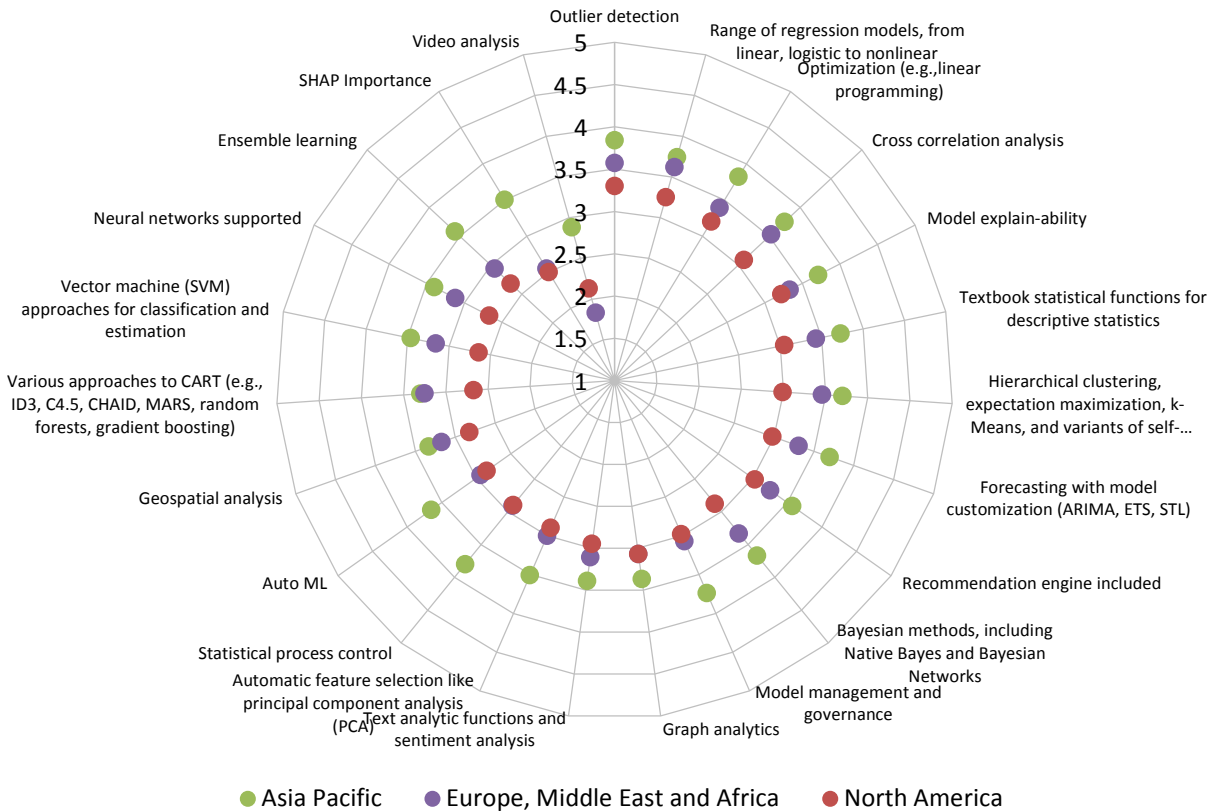 Outlier detection
Range of regression models, from
linear, logistic to nonlinear
Optimization (e.g.,linear
programming)
Cross correlation analysis
Model explain-ability
Textbook statistical functions for
descriptive statistics
Hierarchical clustering,
expectation maximization, k-
Means, and variants of self-...
Forecasting with model
customization (ARIMA, ETS, STL)
Recommendation engine included
Bayesian methods, including
Native Bayes and Bayesian
Networks
Model management and
governance
Graph analytics
Text analytic functions and
sentiment analysis
Automatic feature selection like
principal component analysis
(PCA)
Statistical process control
Auto ML
Geospatial analysis
Various approaches to CART (e.g.,
ID3, C4.5, CHAID, MARS, random
forests, gradient boosting)
Vector machine (SVM)
approaches for classification and
estimation
Neural networks supported
Ensemble learning
SHAP Importance
Video analysis
5
4.5
4
3.5
3
2.5
2
1.5
1
Asia Pacific
Europe, Middle East and Africa
North America